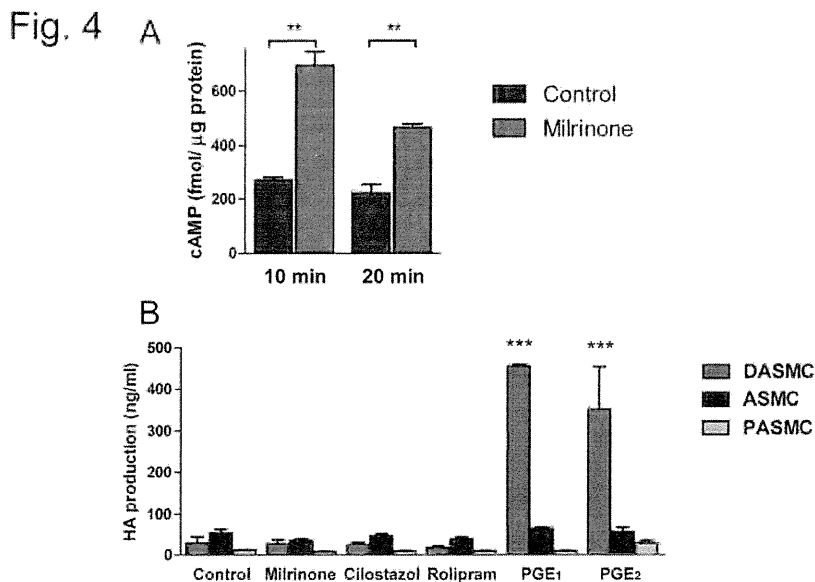 Fig. 4
A
** **
cAMP (fmol/ μg protein)
600
400
200
0
10 min 20 min
Control
Milrinone
B
HA production (ng/ml)
500
400
300
200
100
0
*** ***
Control Milrinone Cilostazol Rolipram PGE₁ PGE₂
DASMC
ASMC
PASMC